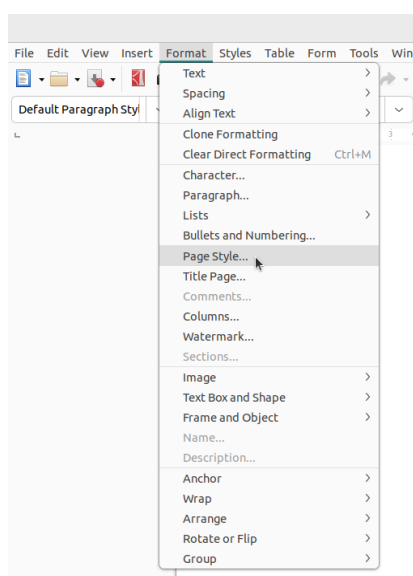 File Edit View Insert Format Styles Table Form Tools Win
Default Paragraph Styl
3
Text
Spacing
Align Text
Clone Formatting
Clear Direct Formatting Ctrl+M
Character...
Paragraph...
Lists
Bullets and Numbering...
Page Style...
Title Page...
Comments...
Columns...
Watermark...
Sections...
Image
Text Box and Shape
Frame and Object
Name...
Description...
Anchor
Wrap
Arrange
Rotate or Flip
Group